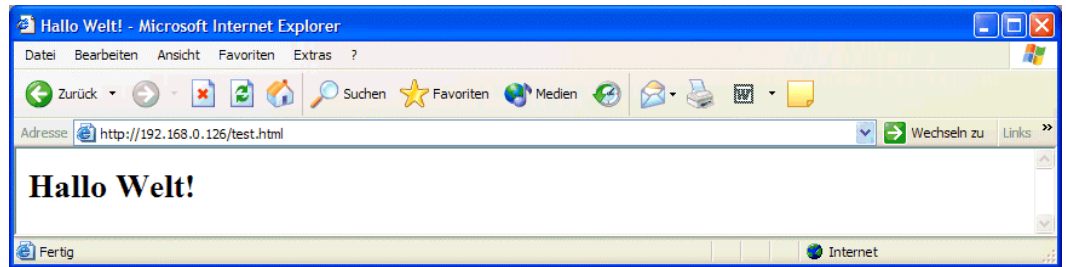 Hallo Welt! - Microsoft Internet Explorer
Datei Bearbeiten Ansicht Favoriten Extras ?
Zurück Suchen Favoriten Medien W
Adresse http://192.168.0.126/test.html Wechseln zu Links »
Hallo Welt!
Fertig Internet